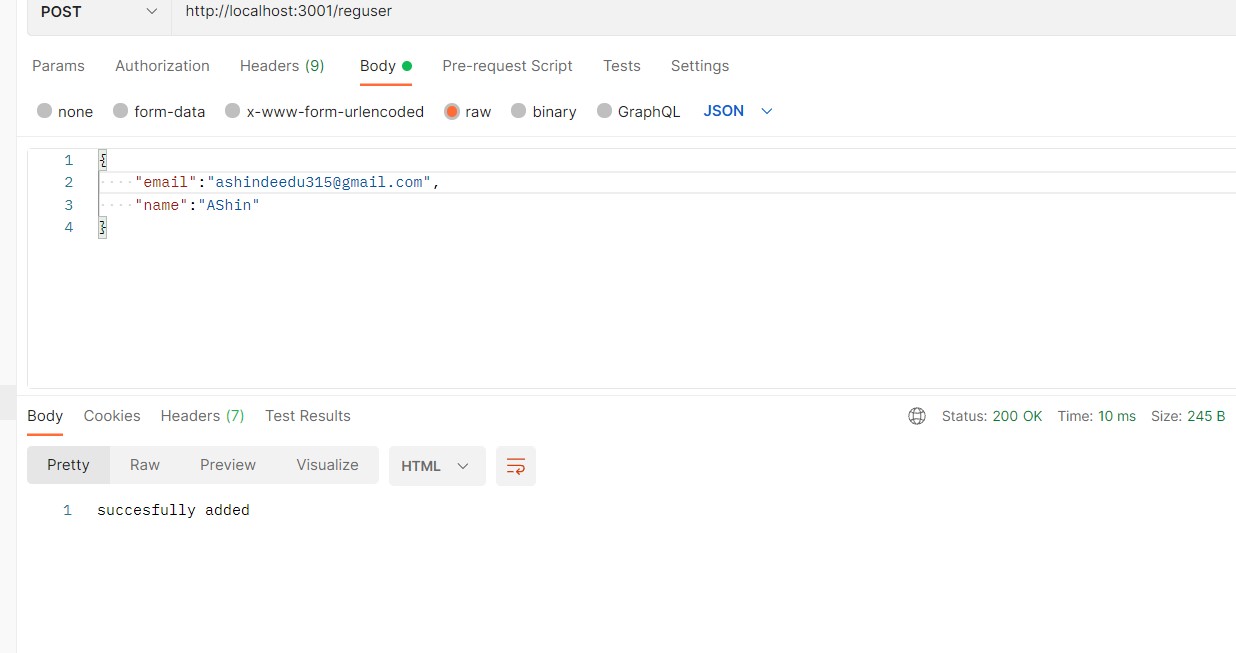 POST http://localhost:3001/reguser
Params Authorization Headers (9) Body Pre-request Script Tests Settings
none form-data x-www-form-urlencoded raw binary GraphQL JSON
1 {
2 "email":"ashindeedu315@gmail.com",
3 "name":"AShin"
4 }
Body Cookies Headers (7) Test Results Status: 200 OK Time: 10 ms Size: 245 B
Pretty Raw Preview Visualize HTML
1 succesfully added